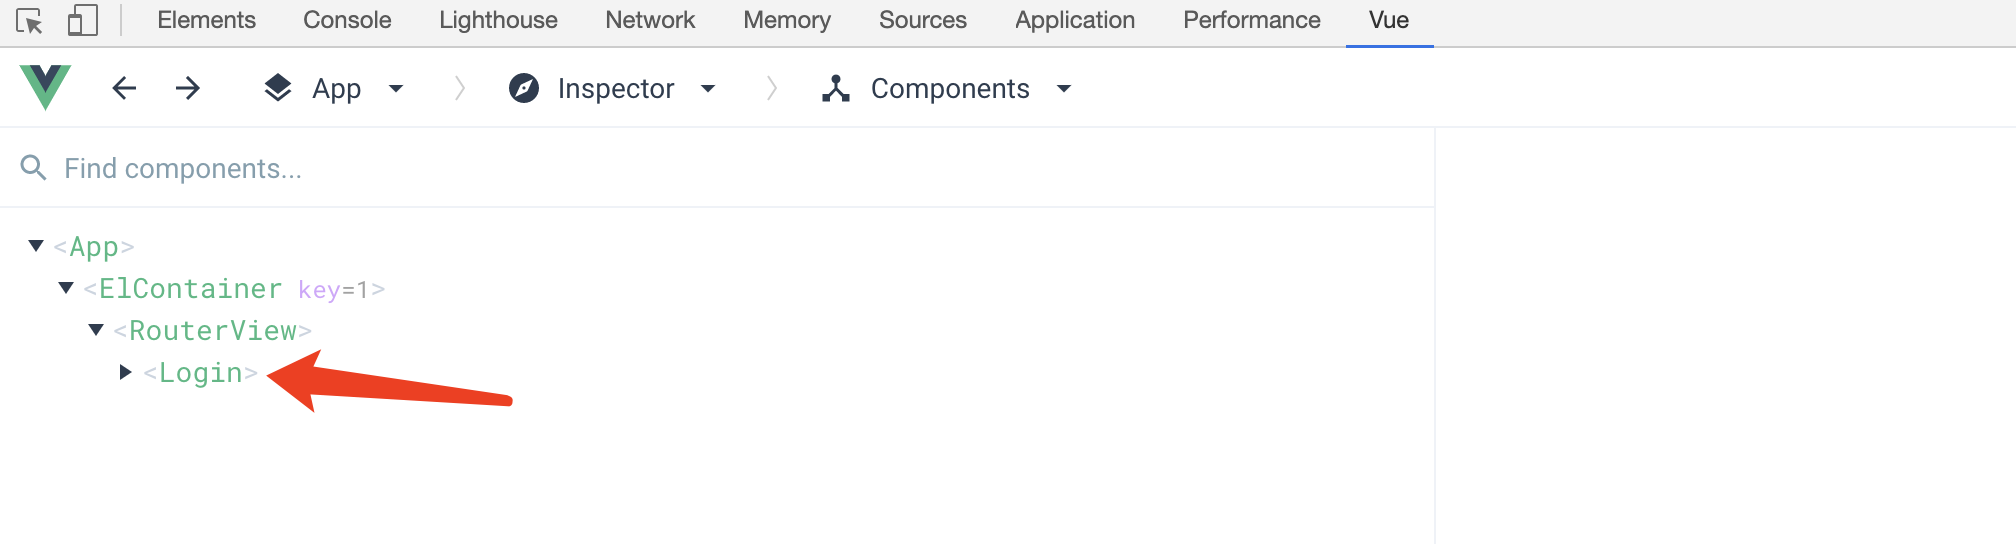 Elements Console Lighthouse Network Memory Sources Application Performance Vue
App Inspector Components
Find components...
<App>
<ElContainer key=1>
<RouterView>
<Login>